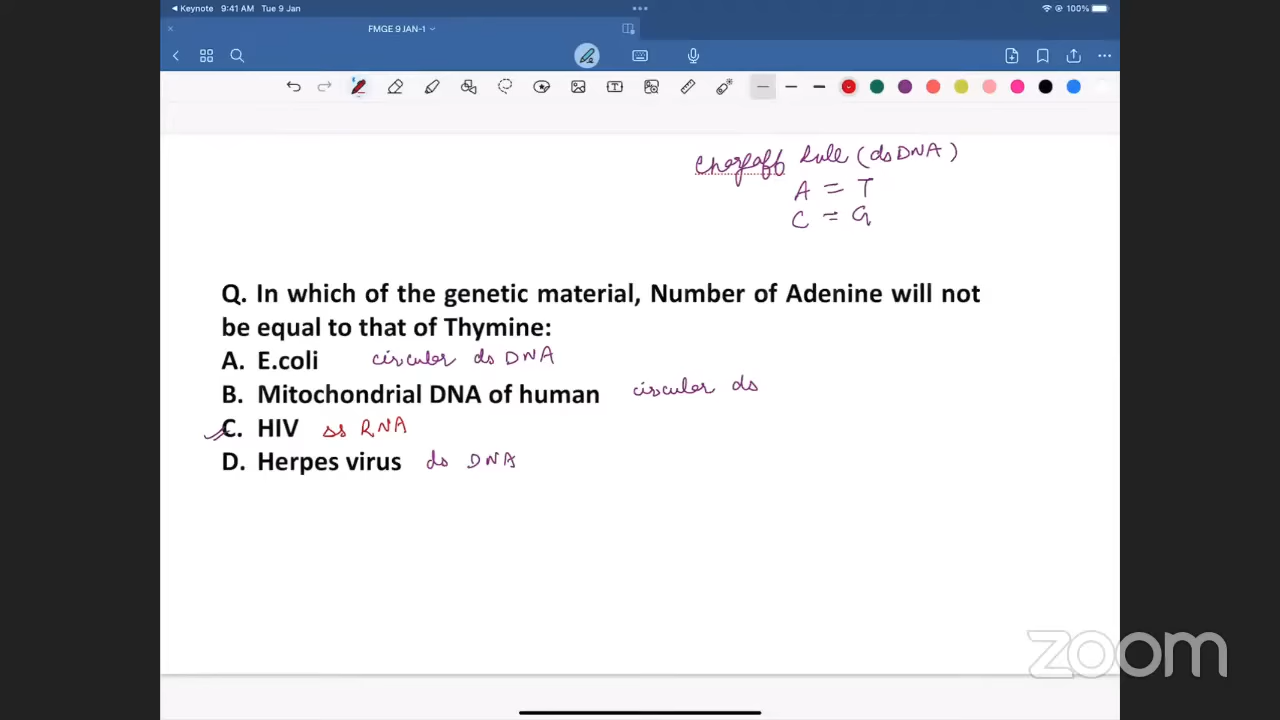 Keynote 9:41 AM Tue 9 Jan 100%
FMGE 9 JAN-1
Chargaff Rule (ds DNA)
A = T
C = G
Q. In which of the genetic material, Number of Adenine will not
be equal to that of Thymine:
A. E.coli circular ds DNA
B. Mitochondrial DNA of human circular ds
C. HIV ss RNA
D. Herpes virus ds DNA
zoom